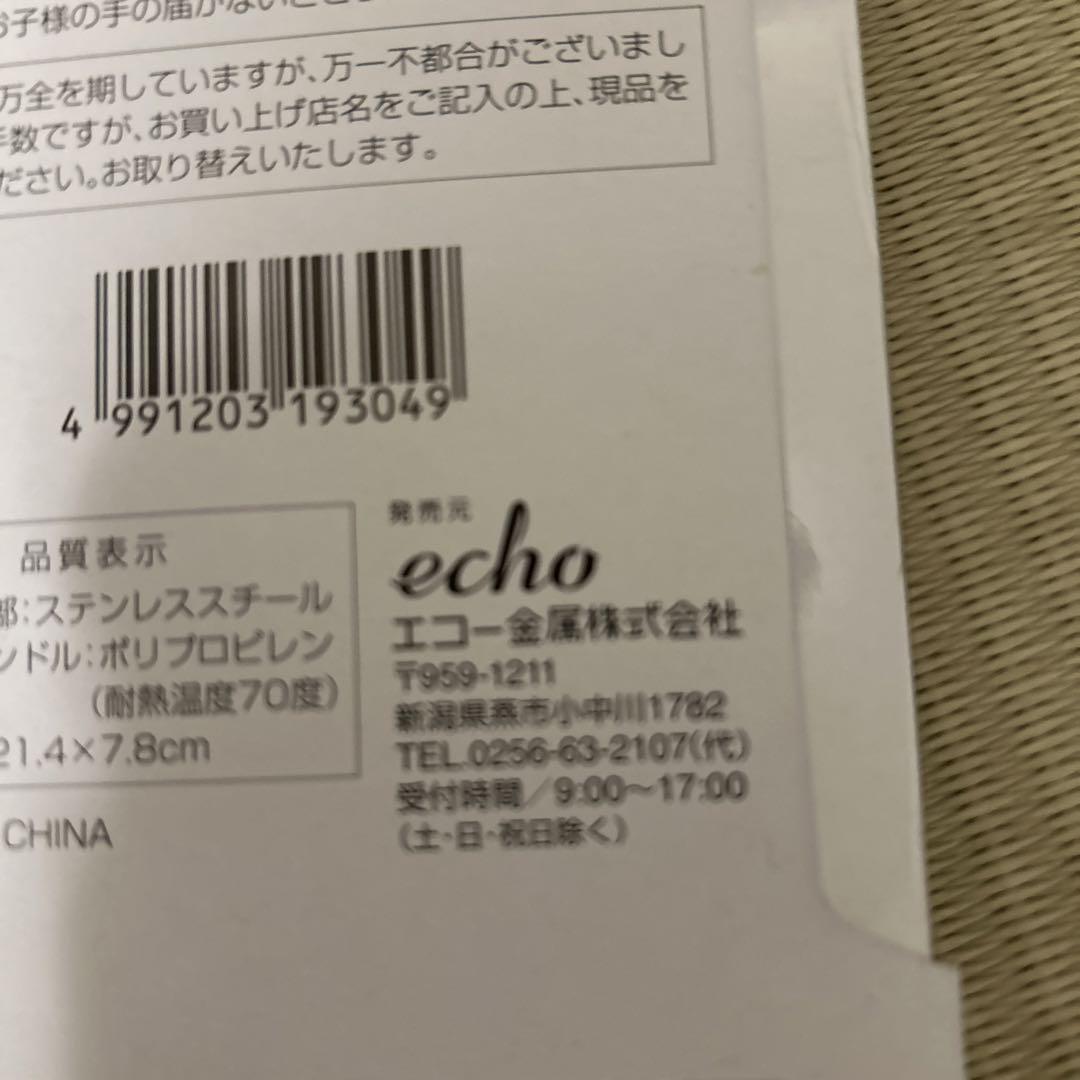 お子様の手の届かない
万全を期していますが、万一不都合がございまし
手数ですが、お買い上げ店名をご記入の上、現品を
ださい。お取り替えいたします。
4 991203 193049
品質表示
部:ステンレススチール
ンドル:ポリプロピレン
(耐熱温度70度)
21.4×7.8cm
CHINA
発売元
echo
エコー金属株式会社
〒959-1211
新潟県燕市小中川1782
TEL.0256-63-2107(代)
受付時間/9:00〜17:00
(土・日・祝日除く)